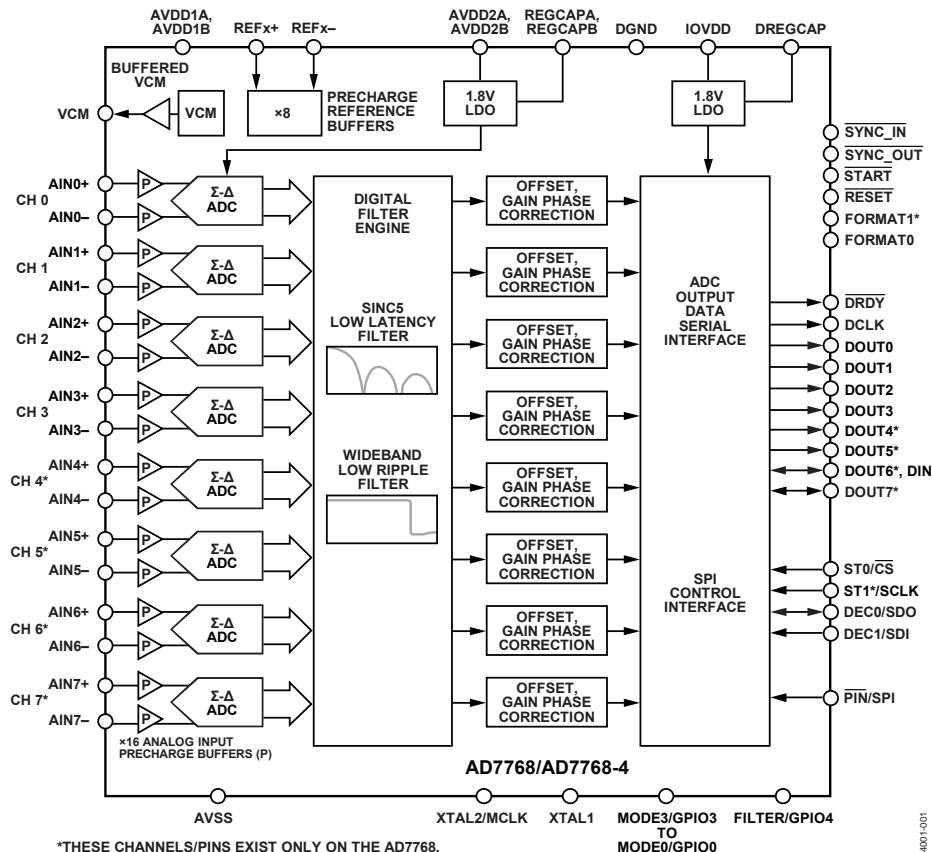 AVDD1A,
AVDD1B
REFx+
REFx–
AVDD2A,
AVDD2B
REGCAPA,
REGCAPB
DGND
IOVDD
DREGCAP
BUFFERED
VCM
VCM
VCM
×8
PRECHARGE
REFERENCE
BUFFERS
1.8V
LDO
1.8V
LDO
SYNC_IN
SYNC_OUT
START
RESET
FORMAT1*
FORMAT0
CH 0
AIN0+
AIN0–
P
P
Σ-Δ
ADC
CH 1
AIN1+
AIN1–
P
P
Σ-Δ
ADC
CH 2
AIN2+
AIN2–
P
P
Σ-Δ
ADC
CH 3
AIN3+
AIN3–
P
P
Σ-Δ
ADC
CH 4*
AIN4+
AIN4–
P
P
Σ-Δ
ADC
CH 5*
AIN5+
AIN5–
P
P
Σ-Δ
ADC
CH 6*
AIN6+
AIN6–
P
P
Σ-Δ
ADC
CH 7*
AIN7+
AIN7–
P
P
Σ-Δ
ADC
×16 ANALOG INPUT
PRECHARGE BUFFERS (P)
DIGITAL
FILTER
ENGINE
SINC5
LOW LATENCY
FILTER
WIDEBAND
LOW RIPPLE
FILTER
OFFSET,
GAIN PHASE
CORRECTION
OFFSET,
GAIN PHASE
CORRECTION
OFFSET,
GAIN PHASE
CORRECTION
OFFSET,
GAIN PHASE
CORRECTION
OFFSET,
GAIN PHASE
CORRECTION
OFFSET,
GAIN PHASE
CORRECTION
OFFSET,
GAIN PHASE
CORRECTION
OFFSET,
GAIN PHASE
CORRECTION
ADC
OUTPUT
DATA
SERIAL
INTERFACE
SPI
CONTROL
INTERFACE
DRDY
DCLK
DOUT0
DOUT1
DOUT2
DOUT3
DOUT4*
DOUT5*
DOUT6*, DIN
DOUT7*
ST0/CS
ST1*/SCLK
DEC0/SDO
DEC1/SDI
PIN/SPI
AD7768/AD7768-4
AVSS
XTAL2/MCLK
XTAL1
MODE3/GPIO3
TO
MODE0/GPIO0
FILTER/GPIO4
*THESE CHANNELS/PINS EXIST ONLY ON THE AD7768.
4001-001